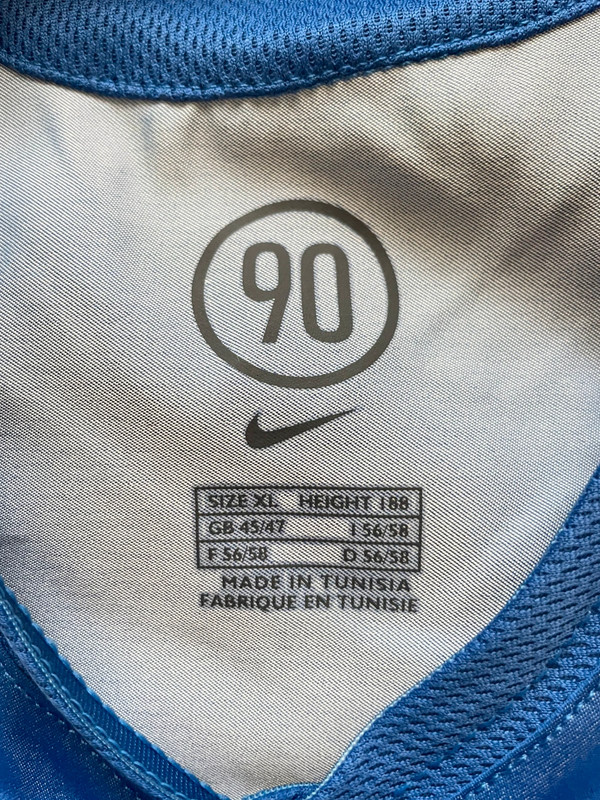 90
SIZE XL HEIGHT 188
GB 45/47 I 56/58
F 56/58 D 56/58
MADE IN TUNISIA
FABRIQUE EN TUNISIE